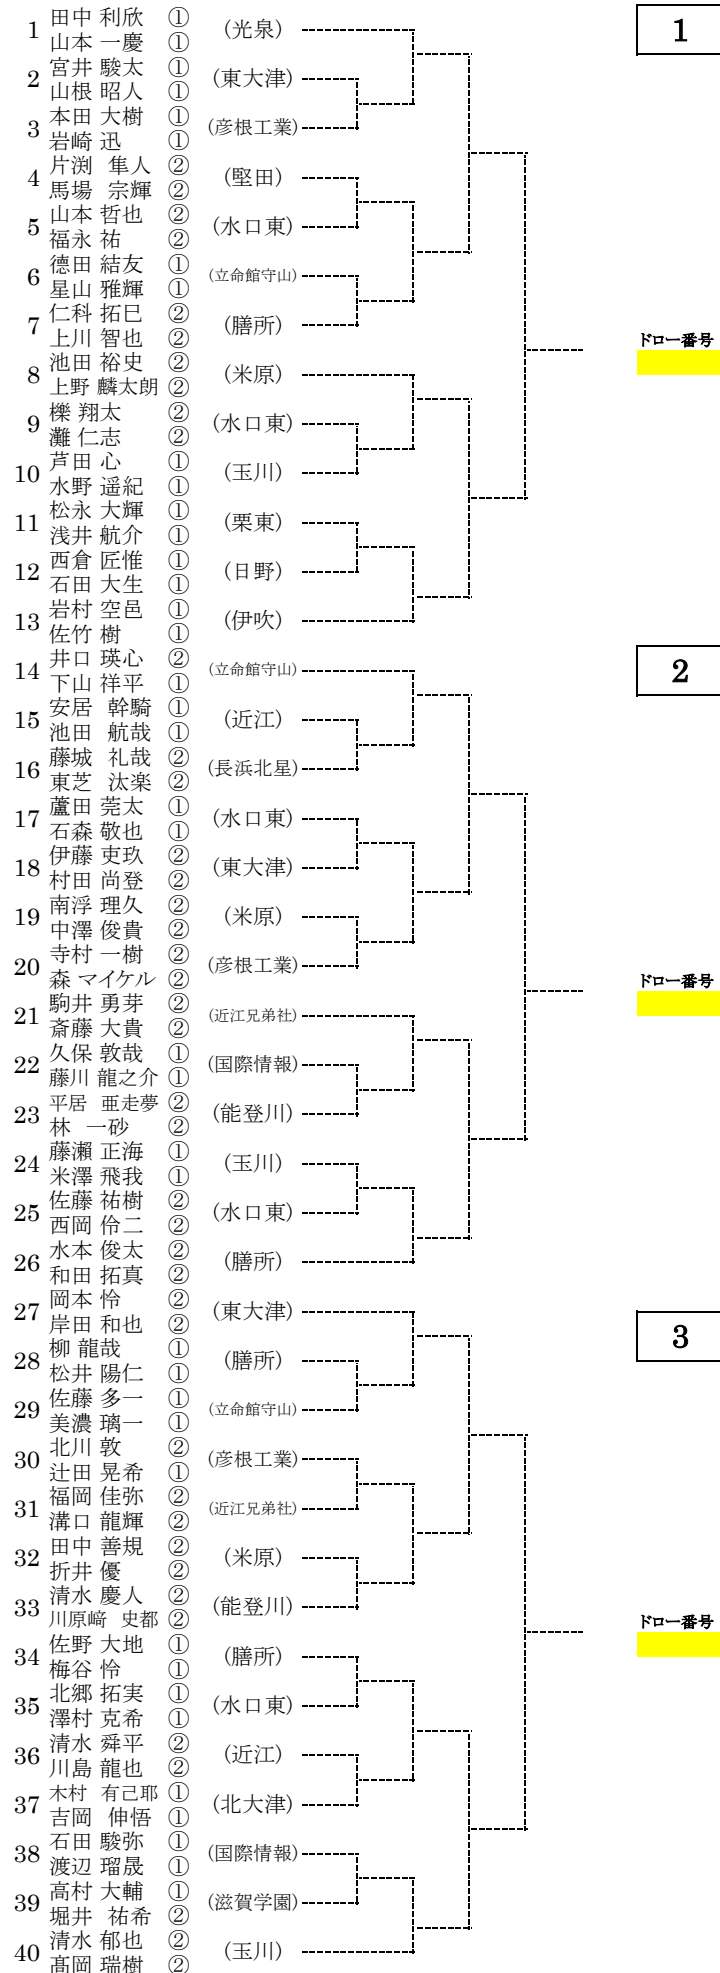 田中 利欣 ①
1 (光泉) 1
山本 一慶 ①
宮井 駿太 ①
2 (東大津)
山根 昭人 ①
本田 大樹 ①
3 (彦根工業)
岩崎 迅 ①
片渕 隼人 ②
4 (堅田)
馬場 宗輝 ②
山本 哲也 ②
5 (水口東)
福永 祐 ②
德田 結友 ①
6 (立命館守山)
星山 雅輝 ①
仁科 拓巳 ②
7 (膳所)
上川 智也 ②
ドロー番号
池田 裕史 ②
8 (米原)
上野 麟太朗 ②
櫟 翔太 ②
9 (水口東)
灘 仁志 ②
芦田 心 ①
10 (玉川)
水野 遥紀 ①
松永 大輝 ①
11 (栗東)
浅井 航介 ①
西倉 匠惟 ①
12 (日野)
石田 大生 ①
岩村 空邑 ①
13 (伊吹)
佐竹 樹 ①
井口 瑛心 ②
14 (立命館守山) 2
下山 祥平 ①
安居 幹騎 ①
15 (近江)
池田 航哉 ①
藤城 礼哉 ②
16 (長浜北星)
東芝 汰楽 ②
蘆田 莞太 ①
17 (水口東)
石森 敬也 ①
伊藤 吏玖 ②
18 (東大津)
村田 尚登 ②
南浮 理久 ②
19 (米原)
中澤 俊貴 ②
寺村 一樹 ②
20 (彦根工業)
森 マイケル ②
ドロー番号
駒井 勇芽 ②
21 (近江兄弟社)
斎藤 大貴 ②
久保 敦哉 ①
22 (国際情報)
藤川 龍之介 ①
平居 亜走夢 ②
23 (能登川)
林 一砂 ②
藤瀬 正海 ①
24 (玉川)
米澤 飛我 ①
佐藤 祐樹 ②
25 (水口東)
西岡 伶二 ②
水本 俊太 ②
26 (膳所)
和田 拓真 ②
岡本 怜 ②
27 (東大津) 3
岸田 和也 ②
柳 龍哉 ①
28 (膳所)
松井 陽仁 ①
佐藤 多一 ①
29 (立命館守山)
美濃 璃一 ①
北川 敦 ②
30 (彦根工業)
辻田 晃希 ①
福岡 佳弥 ②
31 (近江兄弟社)
溝口 龍輝 ②
田中 善規 ②
32 (米原)
折井 優 ②
清水 慶人 ②
33 (能登川)
川原﨑 史都 ②
ドロー番号
佐野 大地 ①
34 (膳所)
梅谷 怜 ①
北郷 拓実 ①
35 (水口東)
澤村 克希 ①
清水 舜平 ②
36 (近江)
川島 龍也 ②
木村 有己耶 ①
37 (北大津)
吉岡 伸悟 ①
石田 駿弥 ①
38 (国際情報)
渡辺 瑠晟 ①
高村 大輔 ①
39 (滋賀学園)
堀井 祐希 ②
清水 郁也 ②
40 (玉川)
髙岡 瑞樹 ②